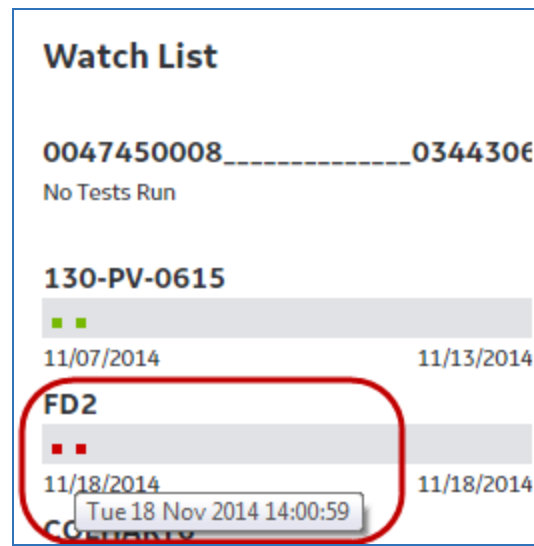 Watch List
0047450008______________0344306
No Tests Run
130-PV-0615
11/07/2014 11/13/2014
FD2
11/18/2014 11/18/2014
Tue 18 Nov 2014 14:00:59